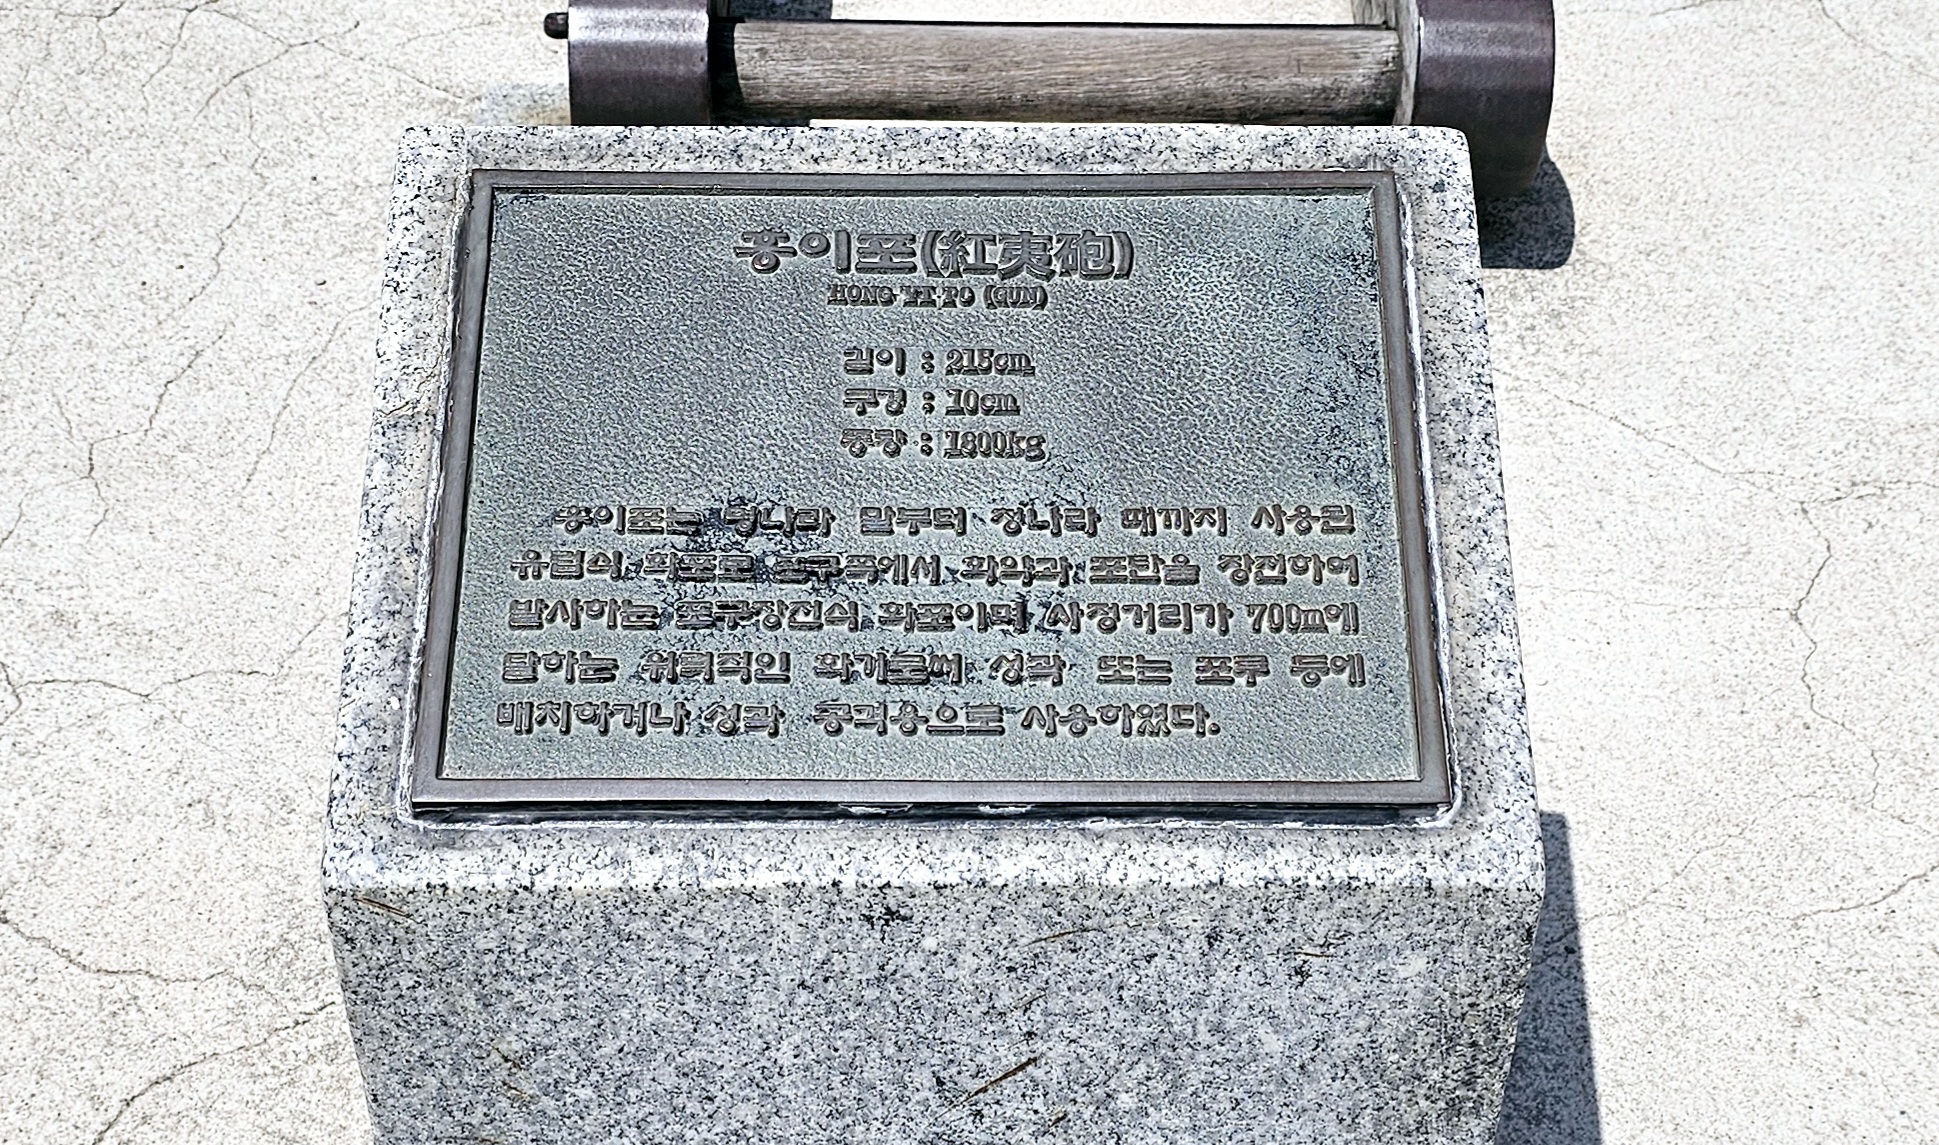 홍이포(紅夷砲)
HONG YI PO (GUN)
길이 : 215cm
구경 : 10cm
중량 : 1800kg
홍이포는 명나라 말부터 청나라 때까지 사용된
유럽식 화포로 포구쪽에서 화약과 포탄을 장전하여
발사하는 포구장전식 화포이며 사정거리가 700m에
달하는 위력적인 화기로써 성곽 또는 포루 등에
배치하거나 성곽 공격용으로 사용하였다.